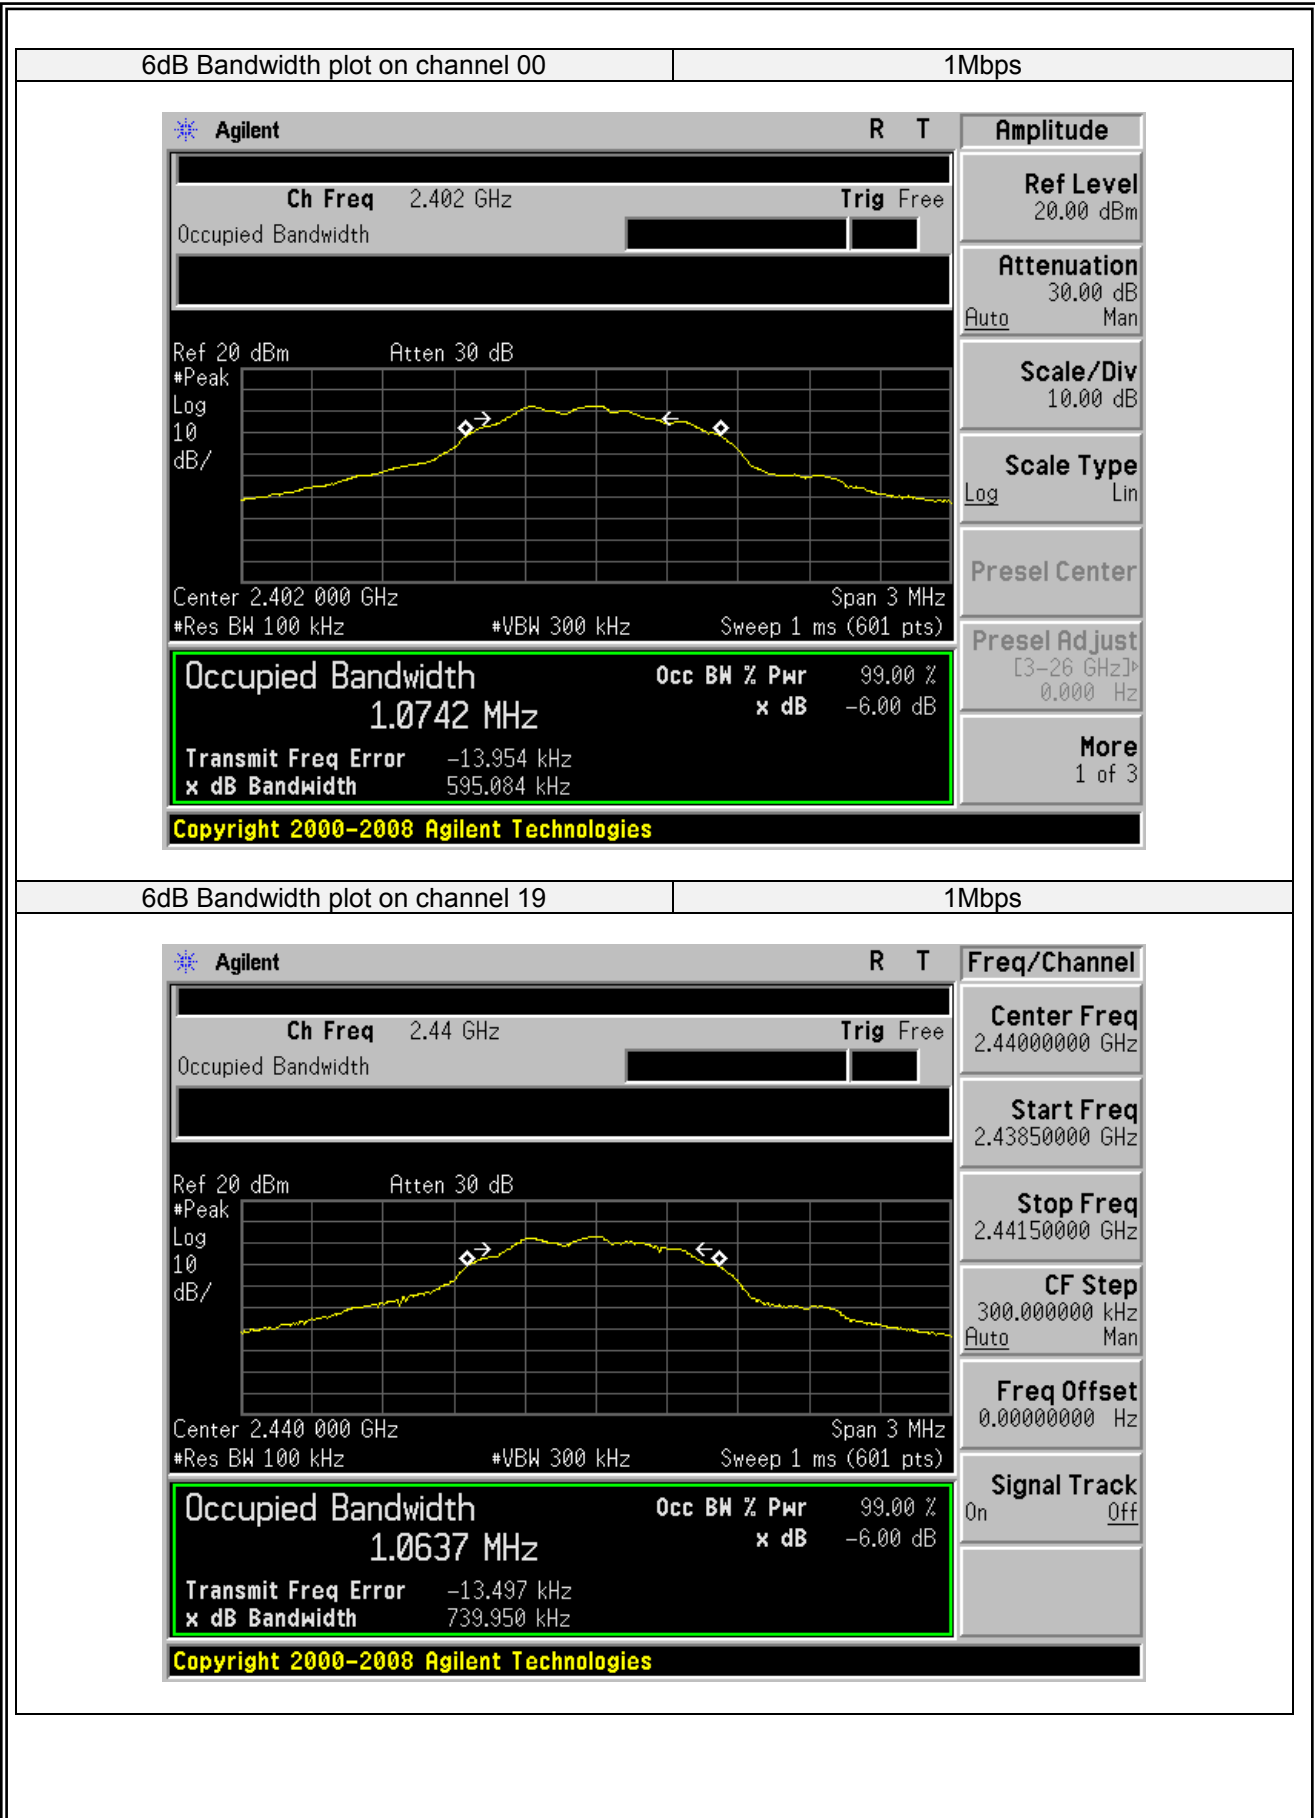 6dB Bandwidth plot on channel 00 1Mbps
Agilent R T Amplitude
Ch Freq 2.402 GHz Trig Free
Occupied Bandwidth
Ref Level
20.00 dBm
Attenuation
30.00 dB
Auto Man
Scale/Div
10.00 dB
Scale Type
Log Lin
Presel Center
Presel Adjust
[3-26 GHz]
0.000 Hz
More
1 of 3
Ref 20 dBm Atten 30 dB
#Peak
Log
10
dB/
Center 2.402 000 GHz Span 3 MHz
#Res BW 100 kHz #VBW 300 kHz Sweep 1 ms (601 pts)
Occupied Bandwidth Occ BW % Pwr 99.00 %
1.0742 MHz x dB -6.00 dB
Transmit Freq Error -13.954 kHz
x dB Bandwidth 595.084 kHz
Copyright 2000-2008 Agilent Technologies
6dB Bandwidth plot on channel 19 1Mbps
Agilent R T Freq/Channel
Ch Freq 2.44 GHz Trig Free
Occupied Bandwidth
Center Freq
2.44000000 GHz
Start Freq
2.43850000 GHz
Stop Freq
2.44150000 GHz
CF Step
300.000000 kHz
Auto Man
Freq Offset
0.00000000 Hz
Signal Track
On Off
Ref 20 dBm Atten 30 dB
#Peak
Log
10
dB/
Center 2.440 000 GHz Span 3 MHz
#Res BW 100 kHz #VBW 300 kHz Sweep 1 ms (601 pts)
Occupied Bandwidth Occ BW % Pwr 99.00 %
1.0637 MHz x dB -6.00 dB
Transmit Freq Error -13.497 kHz
x dB Bandwidth 739.950 kHz
Copyright 2000-2008 Agilent Technologies